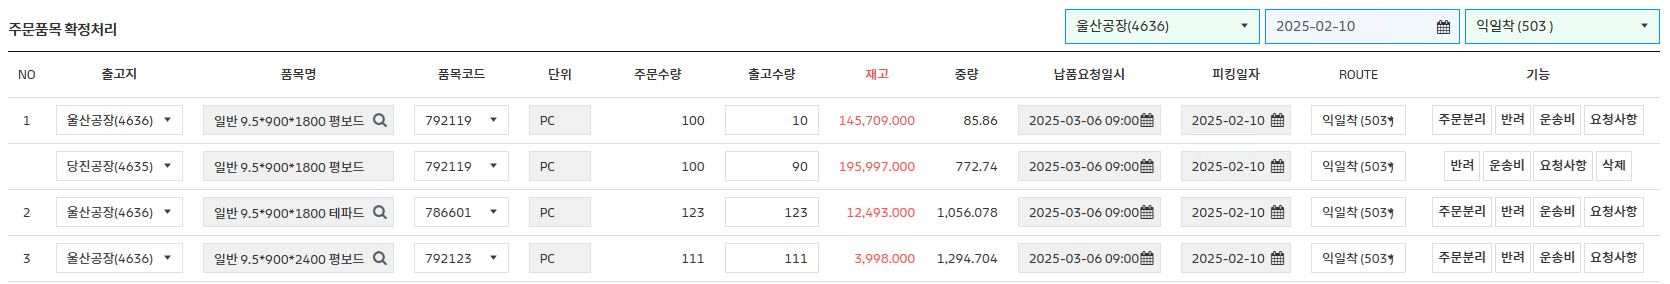 주문품목 확정처리 울산공장(4636) 2025-02-10 익일착 (503 )
NO 출고지 품목명 품목코드 단위 주문수량 출고수량 재고 중량 납품요청일시 피킹일자 ROUTE 기능
1 울산공장(4636) 일반 9.5*900*1800 평보드 792119 PC 100 10 145,709.000 85.86 2025-03-06 09:00 2025-02-10 익일착 (503 주문분리 반려 운송비 요청사항
당진공장(4635) 일반 9.5*900*1800 평보드 792119 PC 100 90 195,997.000 772.74 2025-03-06 09:00 2025-02-10 익일착 (503 반려 운송비 요청사항 삭제
2 울산공장(4636) 일반 9.5*900*1800 테파드 786601 PC 123 123 12,493.000 1,056.078 2025-03-06 09:00 2025-02-10 익일착 (503 주문분리 반려 운송비 요청사항
3 울산공장(4636) 일반 9.5*900*2400 평보드 792123 PC 111 111 3,998.000 1,294.704 2025-03-06 09:00 2025-02-10 익일착 (503 주문분리 반려 운송비 요청사항